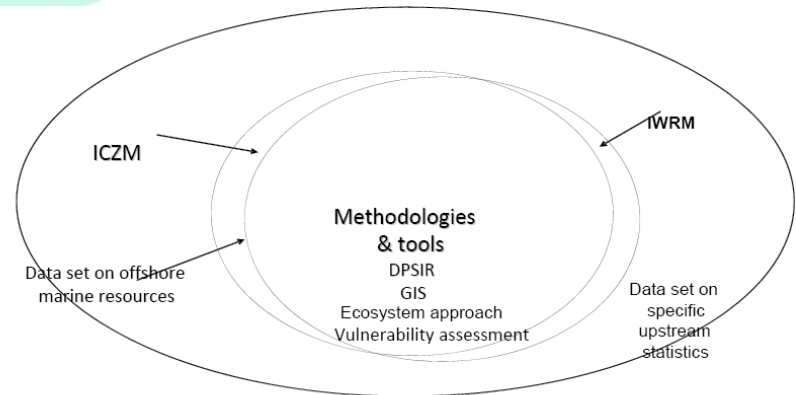 ICZM
IWRM
Methodologies
& tools
DPSIR
GIS
Ecosystem approach
Vulnerability assessment
Data set on offshore
marine resources
Data set on
specific
upstream
statistics